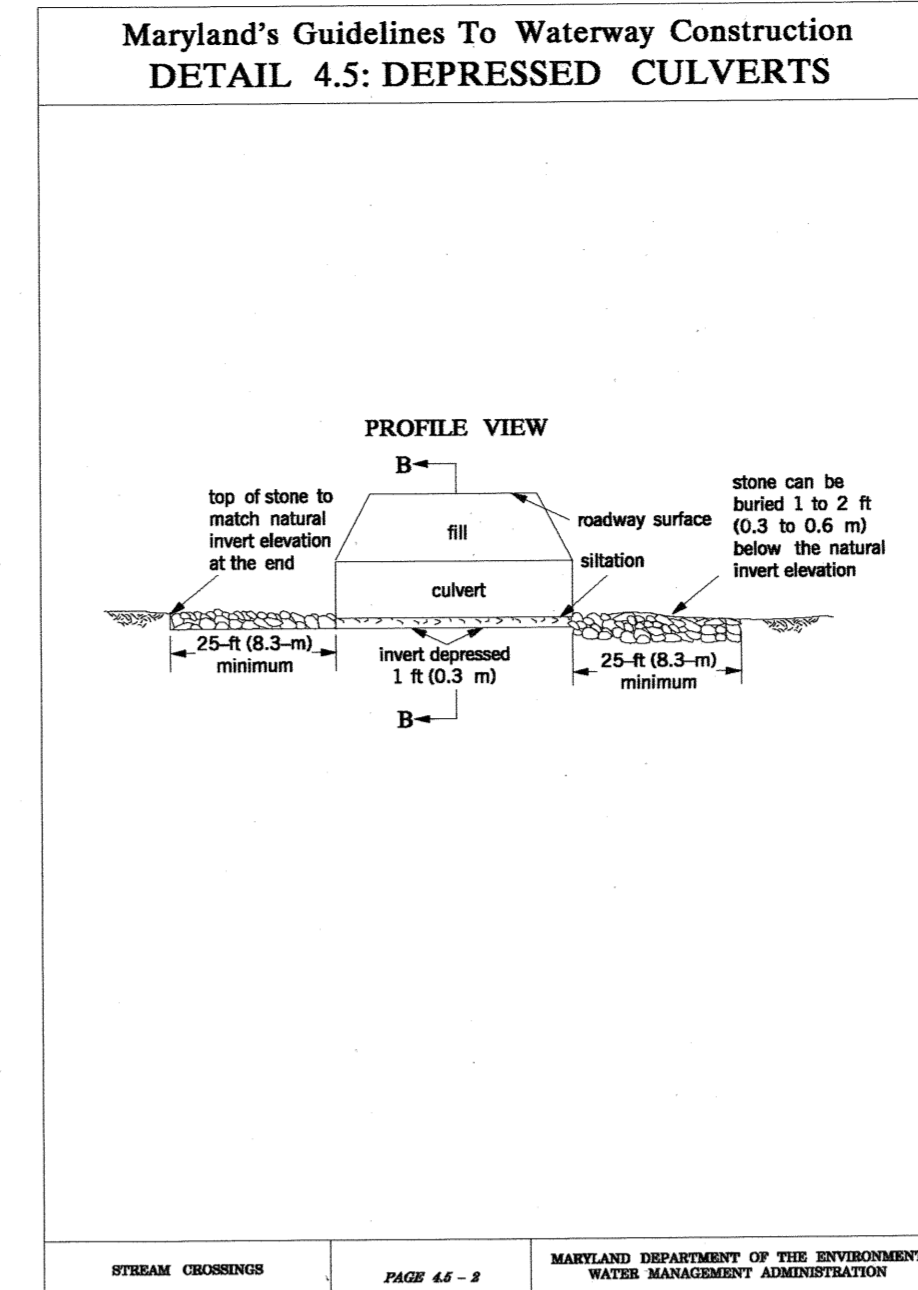 Maryland's Guidelines To Waterway Construction
DETAIL 4.5: DEPRESSED CULVERTS
PROFILE VIEW
B
top of stone to
match natural
invert elevation
at the end
fill
roadway surface
stone can be
buried 1 to 2 ft
(0.3 to 0.6 m)
below the natural
invert elevation
siltation
culvert
25-ft (8.3-m)
minimum
invert depressed
1 ft (0.3 m)
25-ft (8.3-m)
minimum
B
STREAM CROSSINGS
PAGE 4.5 - 2
MARYLAND DEPARTMENT OF THE ENVIRONMENT
WATER MANAGEMENT ADMINISTRATION